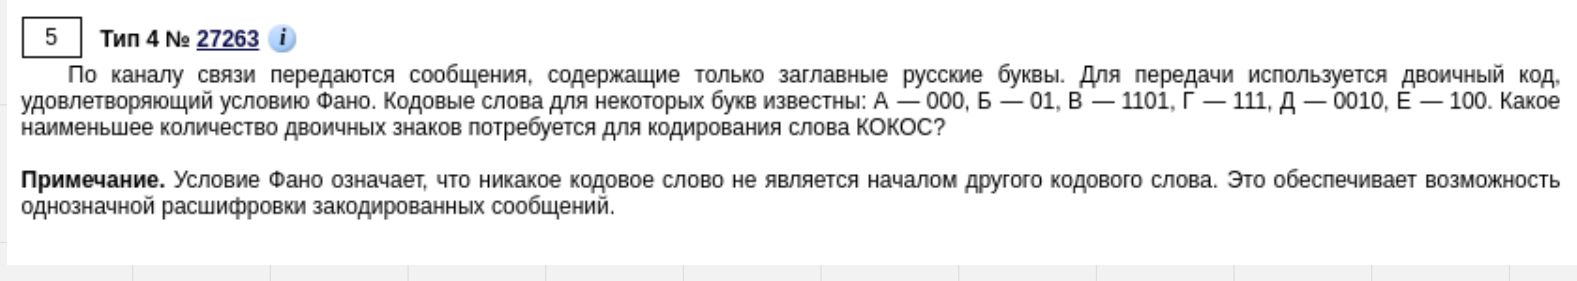 5 Тип 4 № 27263 i
По каналу связи передаются сообщения, содержащие только заглавные русские буквы. Для передачи используется двоичный код,
удовлетворяющий условию Фано. Кодовые слова для некоторых букв известны: А — 000, Б — 01, В — 1101, Г — 111, Д — 0010, Е — 100. Какое
наименьшее количество двоичных знаков потребуется для кодирования слова КОКОС?
Примечание. Условие Фано означает, что никакое кодовое слово не является началом другого кодового слова. Это обеспечивает возможность
однозначной расшифровки закодированных сообщений.